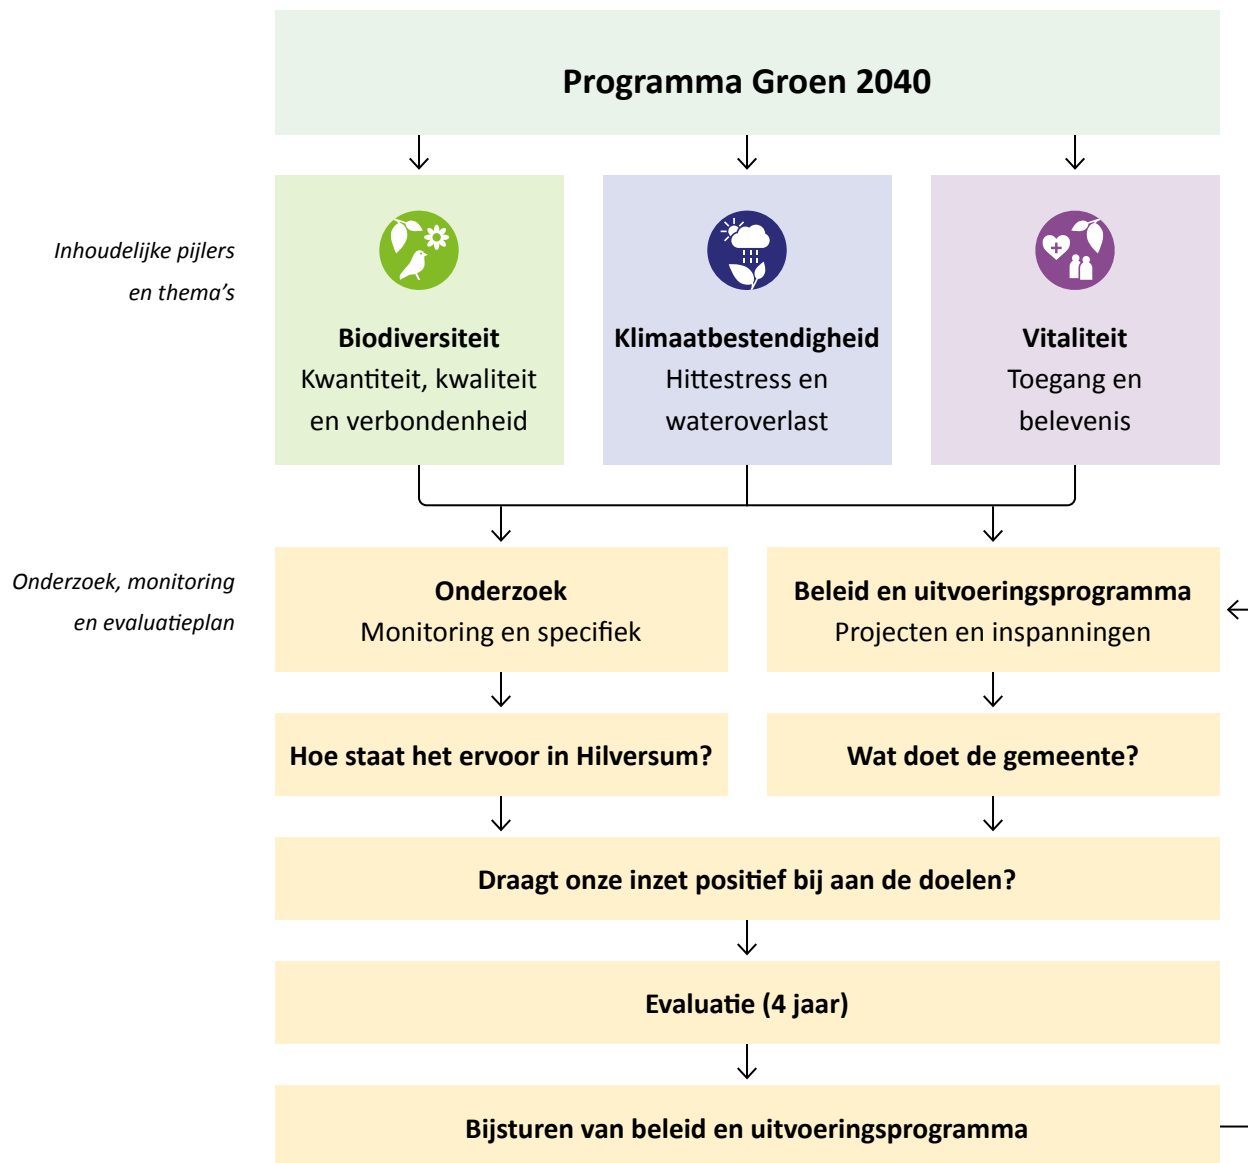 Programma Groen 2040
Inhoudelijke pijlers
en thema’s
Biodiversiteit
Kwantiteit, kwaliteit
en verbondenheid
Klimaatbestendigheid
Hittestress en
wateroverlast
Vitaliteit
Toegang en
belevenis
Onderzoek, monitoring
en evaluatieplan
Onderzoek
Monitoring en specifiek
Beleid en uitvoeringsprogramma
Projecten en inspanningen
Hoe staat het ervoor in Hilversum?
Wat doet de gemeente?
Draagt onze inzet positief bij aan de doelen?
Evaluatie (4 jaar)
Bijsturen van beleid en uitvoeringsprogramma